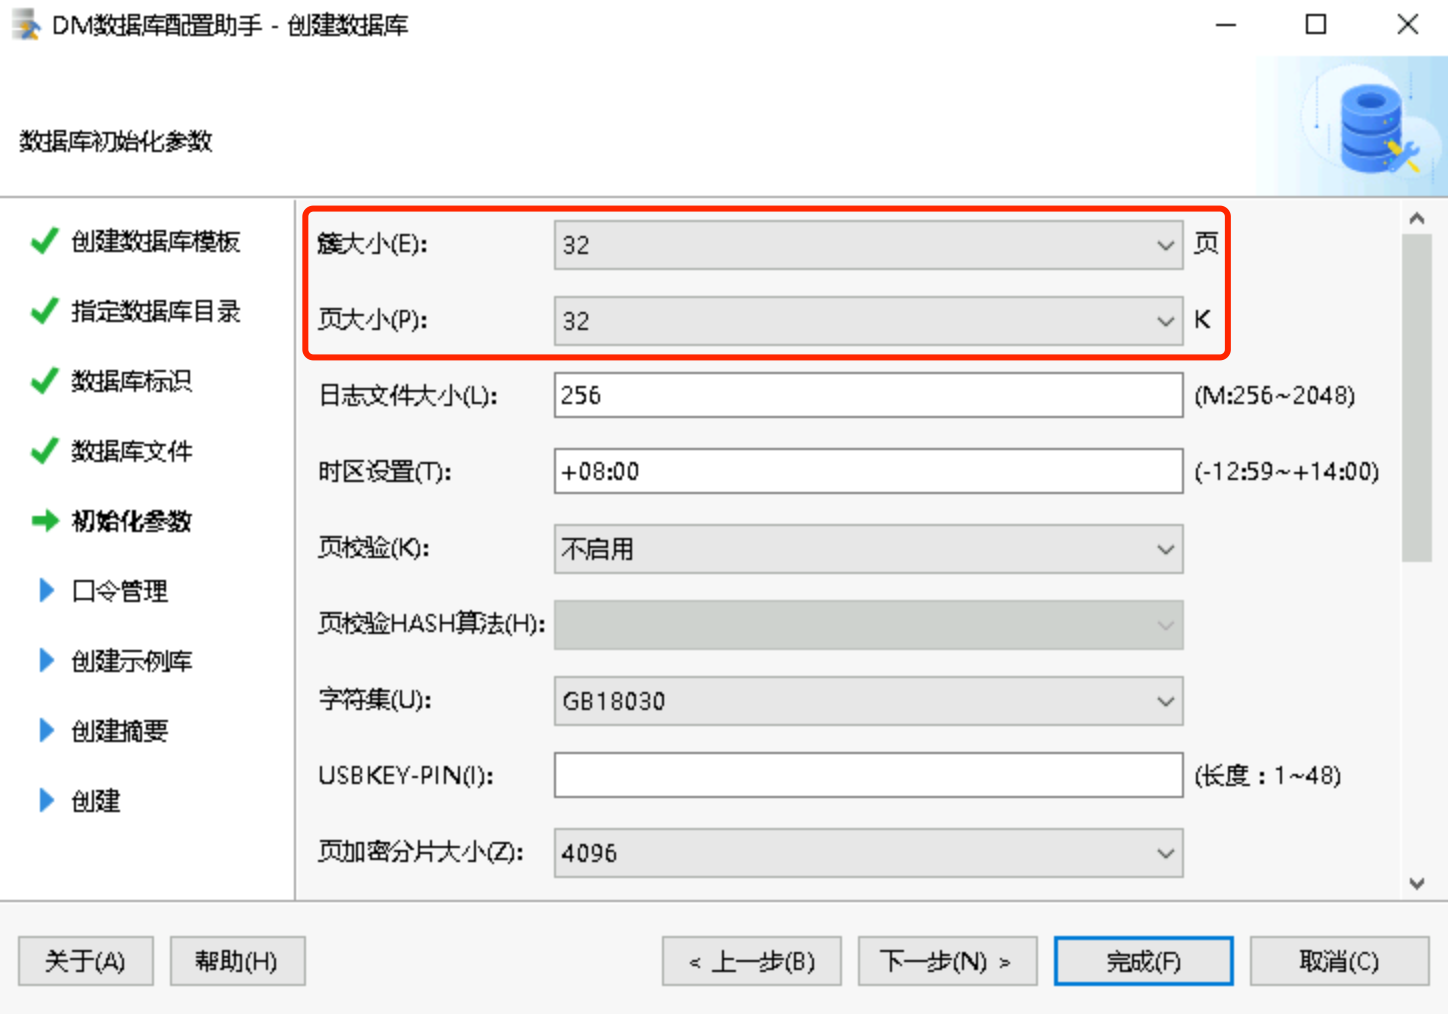 DM数据库配置助手 - 创建数据库
数据库初始化参数
创建数据库模板
指定数据库目录
数据库标识
数据库文件
初始化参数
口令管理
创建示例库
创建摘要
创建
簇大小(E): 32 页
页大小(P): 32 K
日志文件大小(L): 256 (M:256~2048)
时区设置(T): +08:00 (-12:59~+14:00)
页校验(K): 不启用
页校验HASH算法(H):
字符集(U): GB18030
USBKEY-PIN(I): (长度：1~48)
页加密分片大小(Z): 4096
关于(A) 帮助(H) < 上一步(B) 下一步(N) > 完成(F) 取消(C)